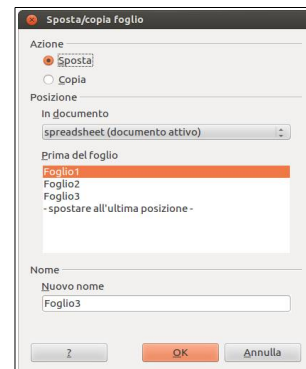 Sposta/copia foglio
Azione
Sposta
Copia
Posizione
In documento
spreadsheet (documento attivo)
Prima del foglio
Foglio1
Foglio2
Foglio3
- spostare all'ultima posizione -
Nome
Nuovo nome
Foglio3
?
OK
Annulla